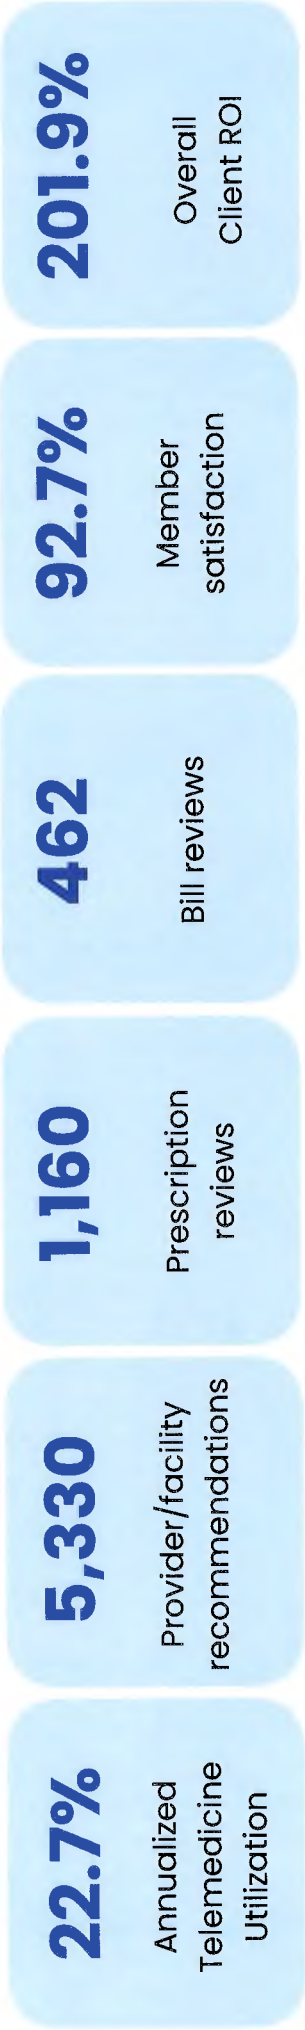 22.7%
Annualized
Telemedicine
Utilization
5,330
Provider/facility
recommendations
1,160
Prescription
reviews
462
Bill reviews
92.7%
Member
satisfaction
201.9%
Overall
Client ROI